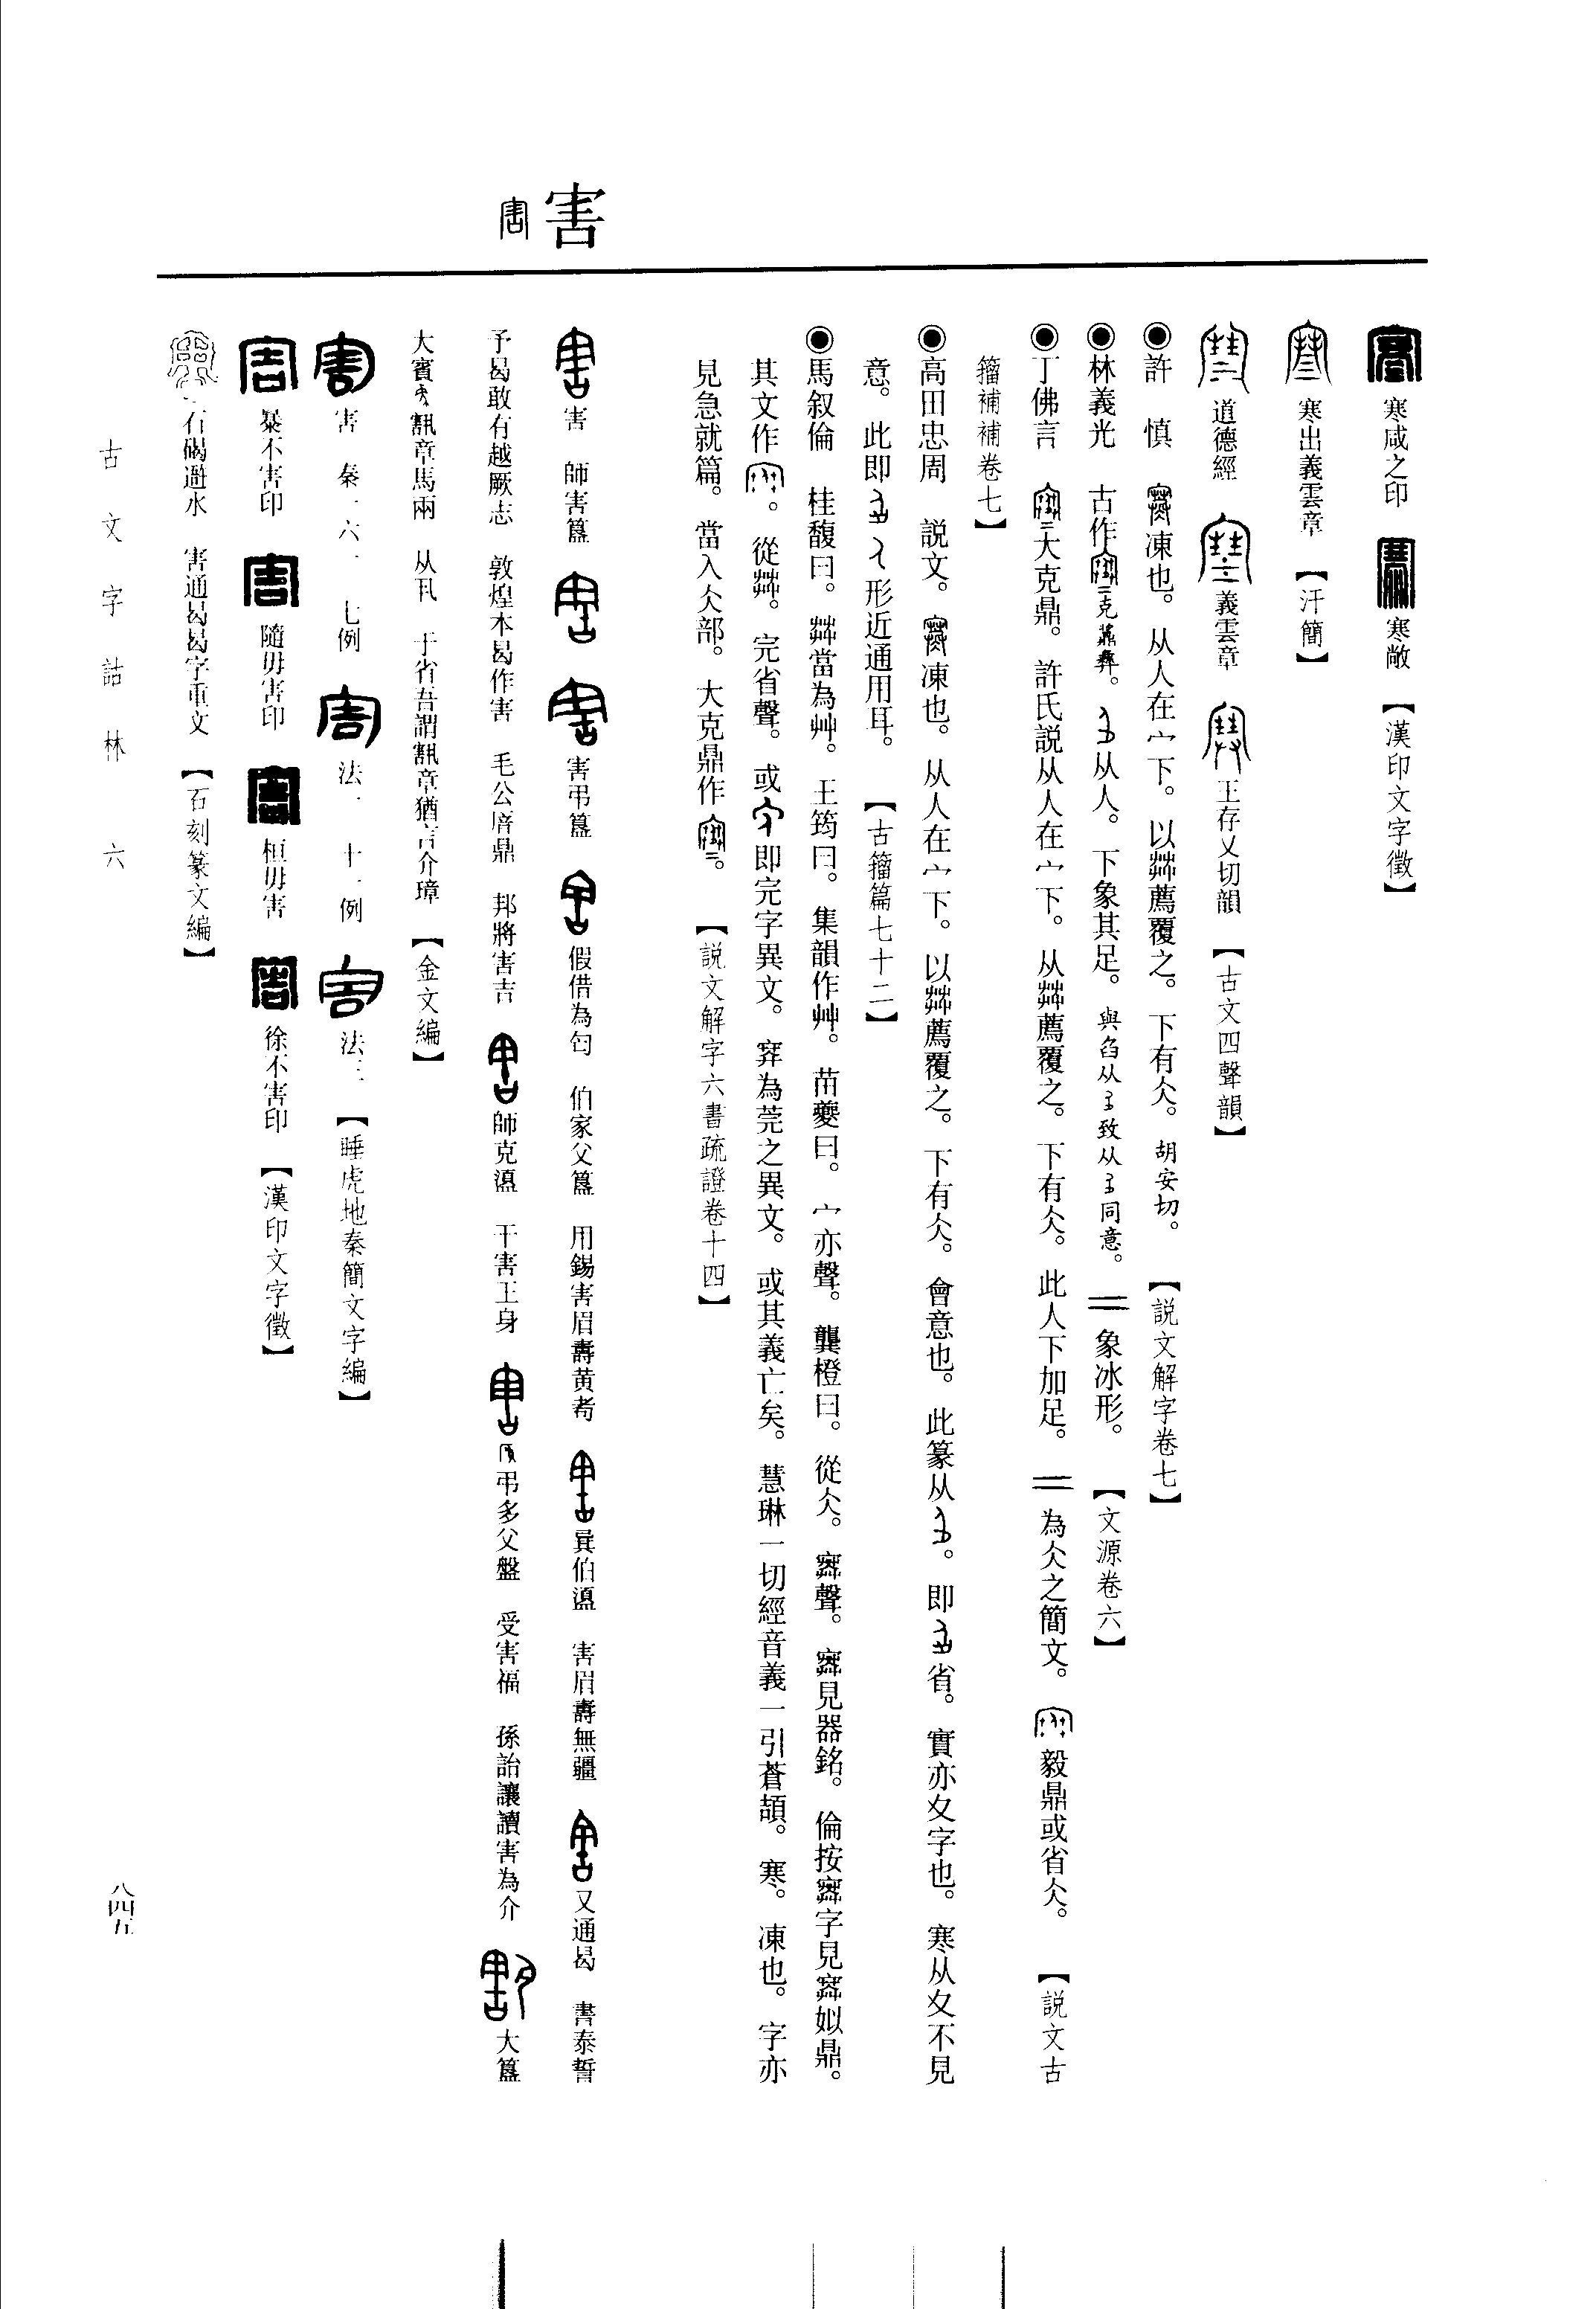 害
寒咸之印　寒敞　【漢印文字徵】
寒出義雲章　【汗簡】
道德經　義雲章　王存乂切韻　【古文四聲韻】
◉許　慎　凍也。从人在宀下。以茻薦覆之。下有仌。胡安切。　【説文解字卷七】
◉林義光　古作克鼎彝。从人。下象其足。與舀从致从同意。二象冰形。　【文源卷六】
◉丁佛言　大克鼎。許氏説从人在宀下。从茻薦覆之。下有仌。此人下加足。二為仌之簡文。毅鼎或省仌。　【説文古
籀補補卷七】
◉高田忠周　説文。凍也。从人在宀下。以茻薦覆之。下有仌。會意也。此篆从。即省。實亦夊字也。寒从夊不見
意。此即形近通用耳。　【古籀篇七十二】
◉馬叙倫　桂馥曰。茻當為艸。王筠曰。集韻作艸。苗夔曰。宀亦聲。龔橙曰。從仌。聲。見器銘。倫按字見姒鼎。
其文作。從茻。完省聲。或即完字異文。為莞之異文。或其義亡矣。慧琳一切經音義一引蒼頡。寒。凍也。字亦
見急就篇。當入仌部。大克鼎作。　【説文解字六書疏證卷十四】
害　師害簋　害弔簋　假借為匄　伯家父簋　用錫害眉壽黄耇　㠱伯盨　害眉壽無疆　又通曷　書泰誓
予曷敢有越厥志　敦煌本曷作害　毛公㢊鼎　邦將害吉　師克盨　干害王身　弔多父盤　受害福　孫詒讓讀害為介　大簋
大賓章馬兩　从丮　于省吾謂章猶言介璋　【金文編】
害　秦一·六一　七例　法一　十一例　法三　【睡虎地秦簡文字編】
暴不害印　隨毋害印　桓毋害　徐不害印　【漢印文字徵】
石碣避水　害通曷曷字重文　【石刻篆文編】
古文字詁林　六
八四五